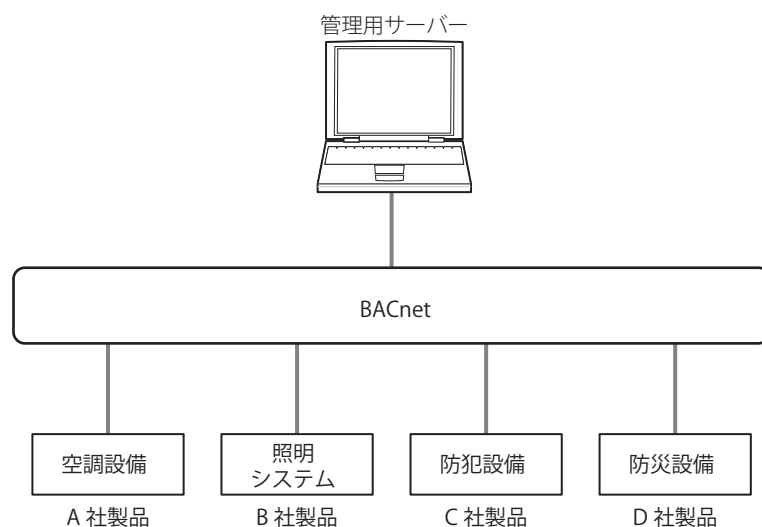 管理用サーバー
BACnet
空調設備
照明
システム
防犯設備
防災設備
A 社製品
B 社製品
C 社製品
D 社製品